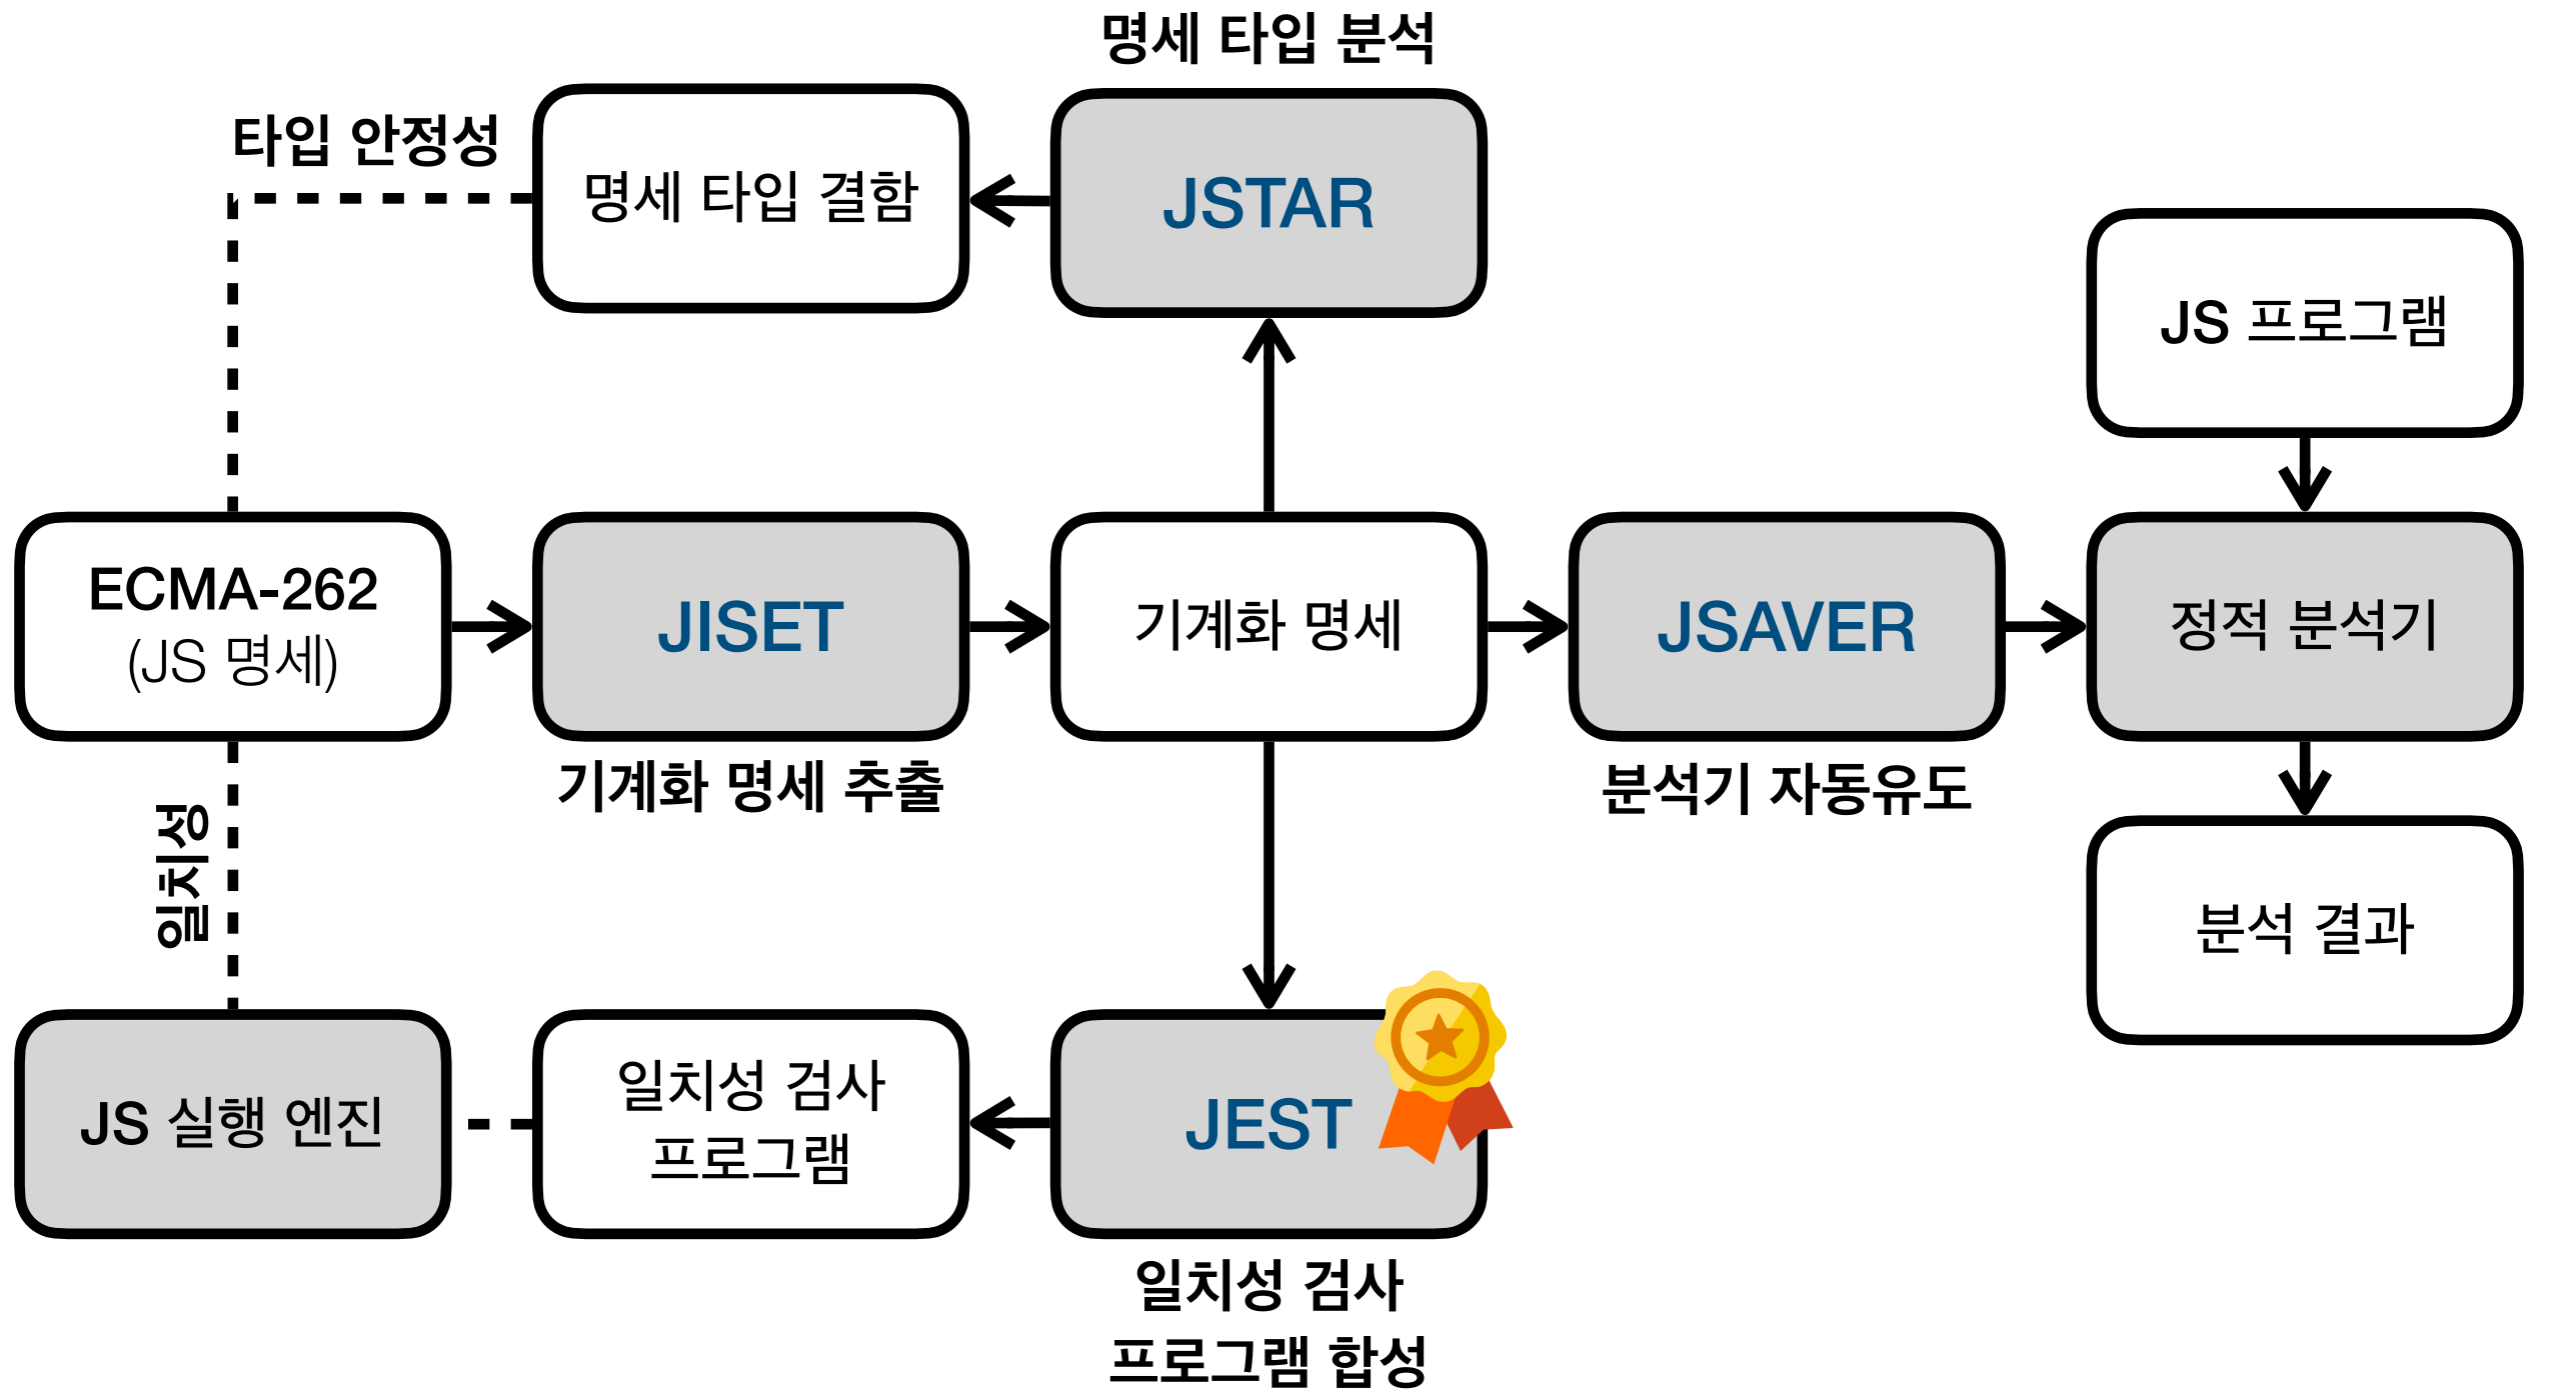 명세 타입 분석
타입 안정성
명세 타입 결함
JSTAR
JS 프로그램
ECMA-262
(JS 명세)
JISET
기계화 명세
JSAVER
정적 분석기
기계화 명세 추출
분석기 자동유도
일치성
분석 결과
JS 실행 엔진
일치성 검사
프로그램
JEST
일치성 검사
프로그램 합성